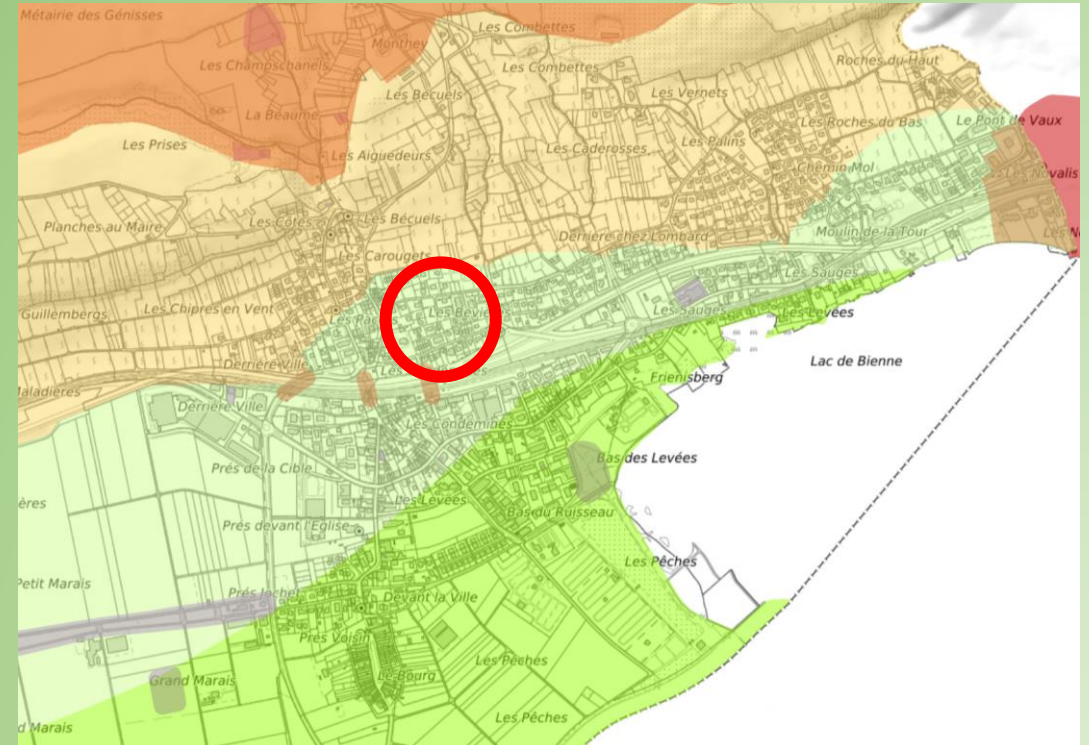 Métairie des Génisses
Les Combettes
Monthey
Les Champschanels
Les Combettes
Roches du Haut
Les Bécuels
Les Vernets
La Béaume
Les Roches du Bas
Le Pont de Vaux
Les Prises
Les Aiguedeurs
Les Caderosses
Les Palins
Chemin Mol
Les Novalis
Planches au Maire
Les Côtes
Les Bécuels
Derrière chez Lombard
Moulin de la Tour
Les Carougets
Les Sauges
Guillembergs
Les Chipres en Vent
Les Sauges
Les Levées
Lac de Bienne
Derrière Ville
Frienisberg
Maladières
Derrière Ville
Les Condémines
Prés de la Cible
Bas des Levées
Les Levées
Bas du Ruisseau
Prés devant l'Eglise
Les Pêches
Petit Marais
Prés Jochet
Devant la Ville
Prés Voisin
Les Pêches
Le Bourg
Grand Marais
Les Pêches
d Marais